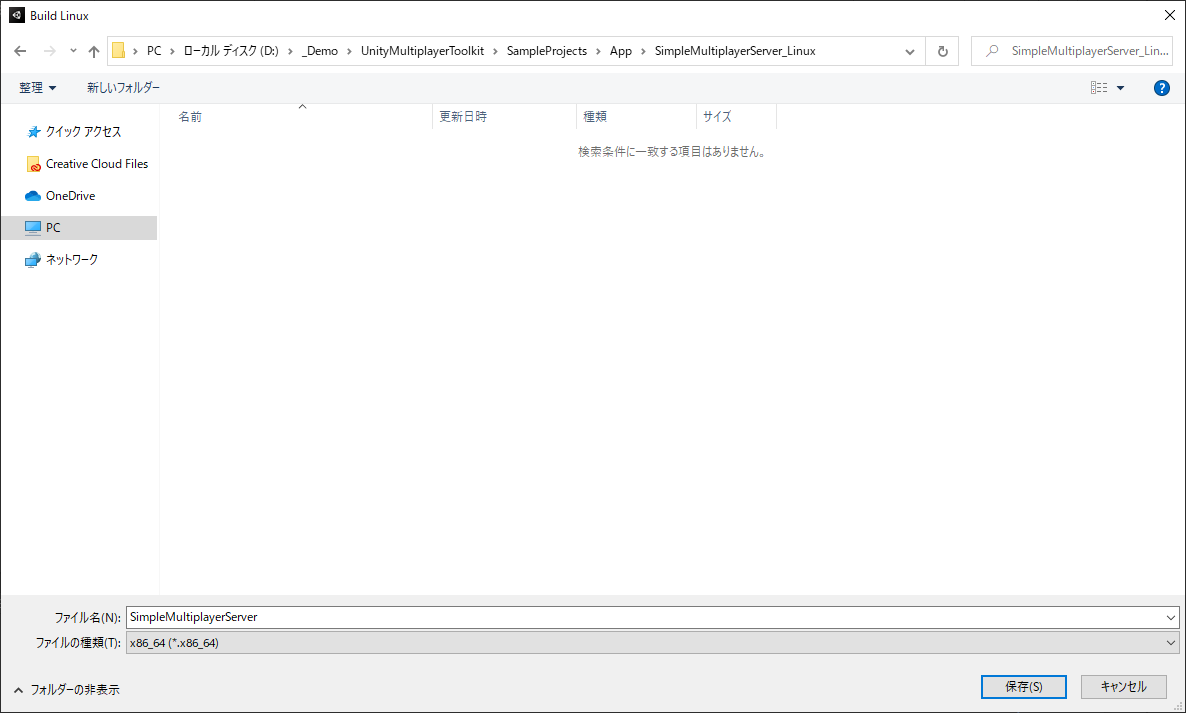 Build Linux
PC > ローカル ディスク (D:) > _Demo > UnityMultiplayerToolkit > SampleProjects > App > SimpleMultiplayerServer_Linux
SimpleMultiplayerServer_Lin...
整理
新しいフォルダー
名前
更新日時
種類
サイズ
検索条件に一致する項目はありません。
クイック アクセス
Creative Cloud Files
OneDrive
PC
ネットワーク
ファイル名(N): SimpleMultiplayerServer
ファイルの種類(T): x86_64 (*.x86_64)
フォルダーの非表示
保存(S)
キャンセル